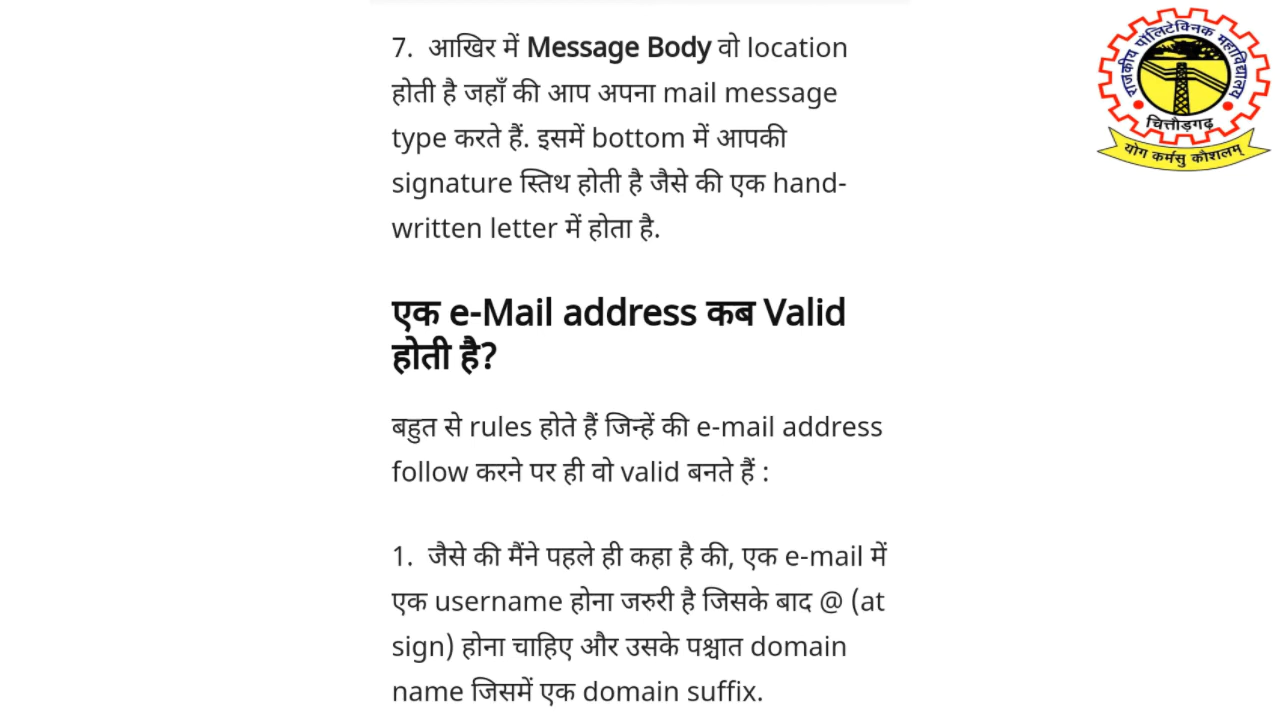 7. आखिर में Message Body वो location
होती है जहाँ की आप अपना mail message
type करते हैं. इसमें bottom में आपकी
signature स्तिथ होती है जैसे की एक hand-
written letter में होता है.
एक e-Mail address कब Valid
होती है?
बहुत से rules होते हैं जिन्हें की e-mail address
follow करने पर ही वो valid बनते हैं :
1. जैसे की मैंने पहले ही कहा है की, एक e-mail में
एक username होना जरुरी है जिसके बाद @ (at
sign) होना चाहिए और उसके पश्चात domain
name जिसमें एक domain suffix.
राजकीय पॉलिटेक्निक महाविद्यालय
चित्तौड़गढ़
योग कर्मसु कौशलम्